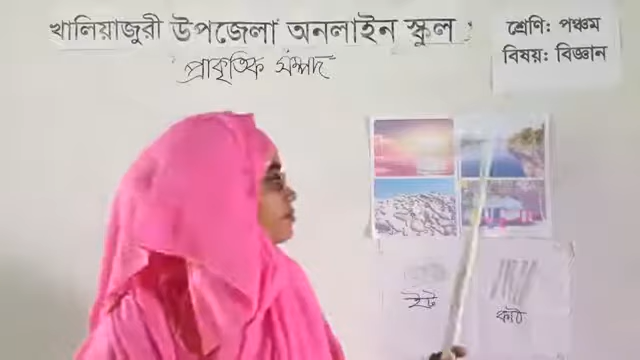 খালিয়াজুরী উপজেলা অনলাইন স্কুল
শ্রেণি: পঞ্চম
বিষয়: বিজ্ঞান
প্রাকৃতিক সম্পদ
ইট
কাঠ